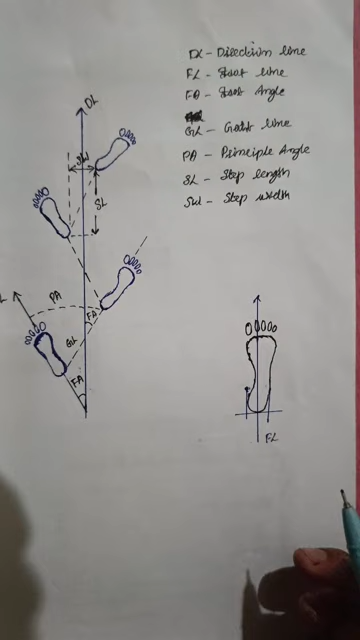 DL - Direction line
FL - Foot line
FA - Foot Angle
GL - Gait line
PA - Principle Angle
SL - Step length
SW - Step width
DL
SW
SL
PA
L
FA
GL
FA
FL